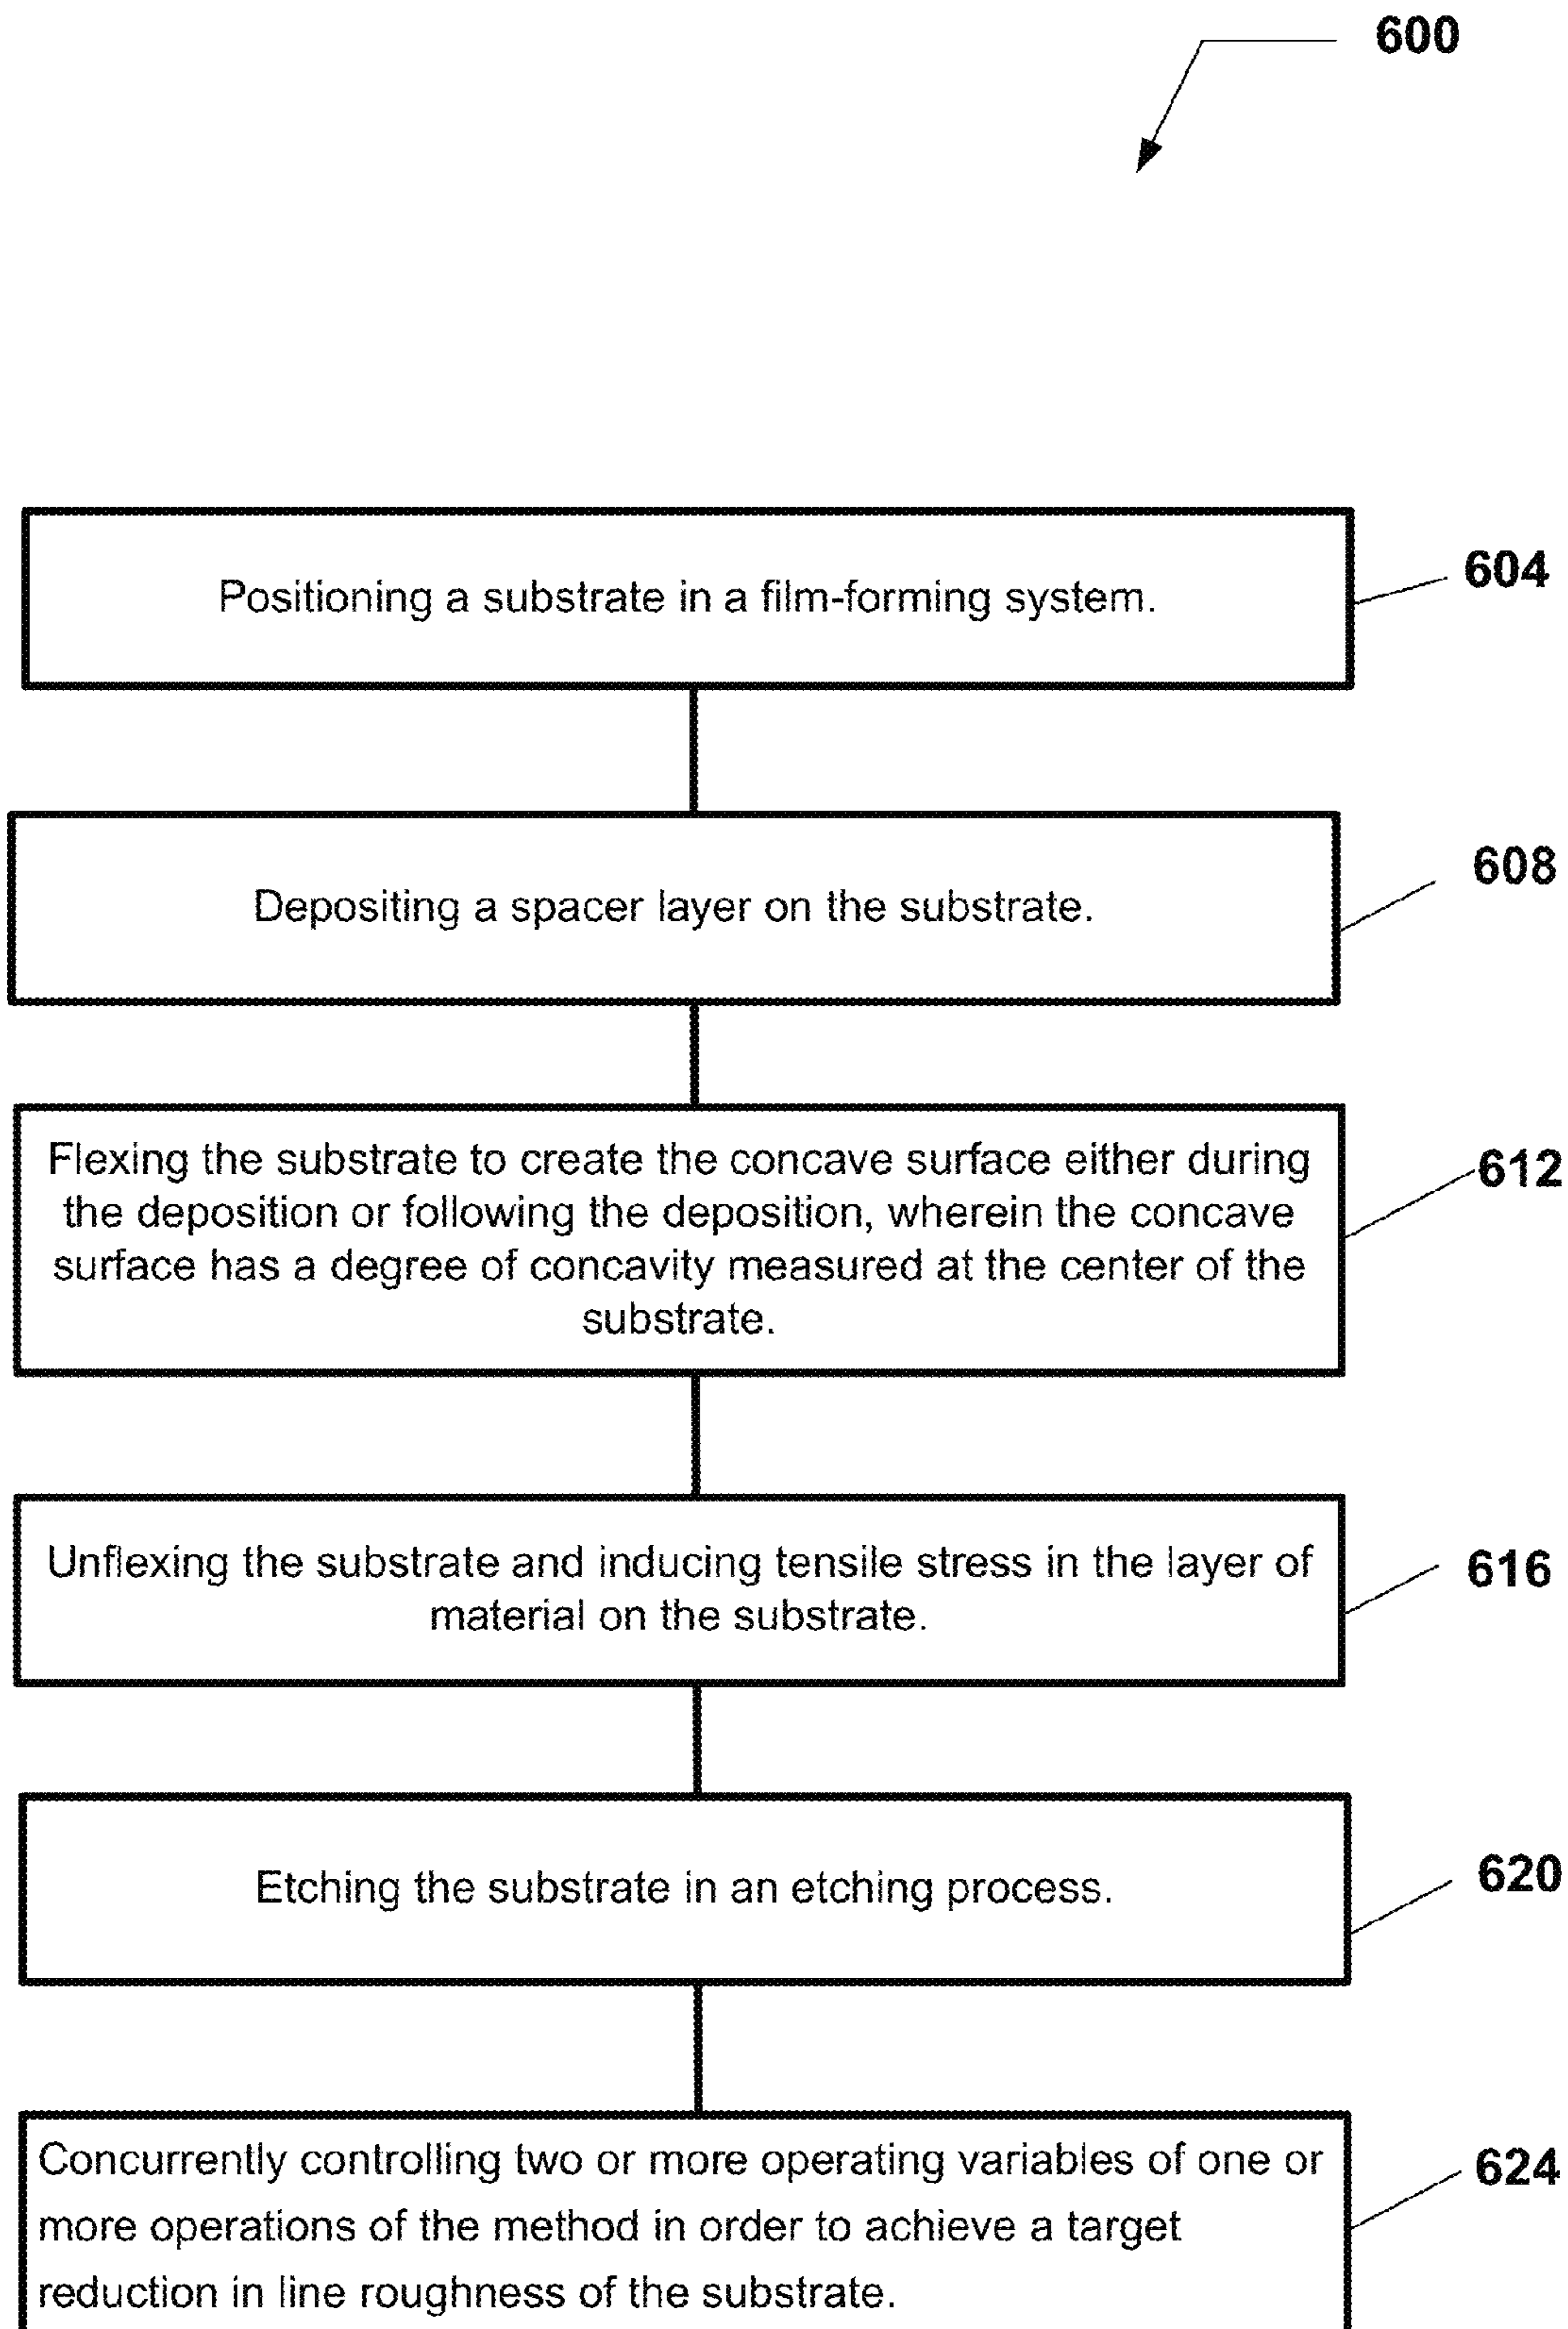 600
Positioning a substrate in a film-forming system.
604
Depositing a spacer layer on the substrate.
608
Flexing the substrate to create the concave surface either during
the deposition or following the deposition, wherein the concave
surface has a degree of concavity measured at the center of the
substrate.
612
Unflexing the substrate and inducing tensile stress in the layer of
material on the substrate.
616
Etching the substrate in an etching process.
620
Concurrently controlling two or more operating variables of one or
more operations of the method in order to achieve a target
reduction in line roughness of the substrate.
624